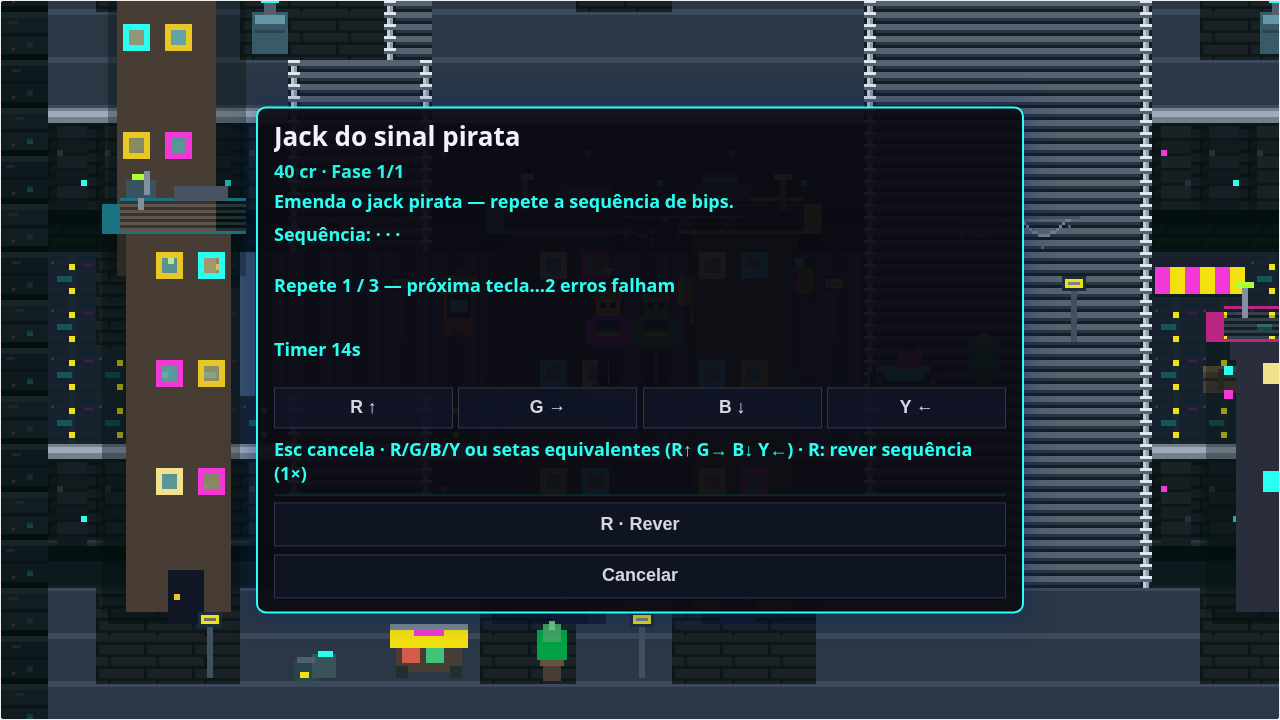 Jack do sinal pirata
40 cr · Fase 1/1
Emenda o jack pirata — repete a sequência de bips.
Sequência: · · ·
Repete 1 / 3 — próxima tecla...2 erros falham
Timer 14s
R ↑
G →
B ↓
Y ←
Esc cancela · R/G/B/Y ou setas equivalentes (R↑ G→ B↓ Y←) · R: rever sequência
(1×)
R · Rever
Cancelar